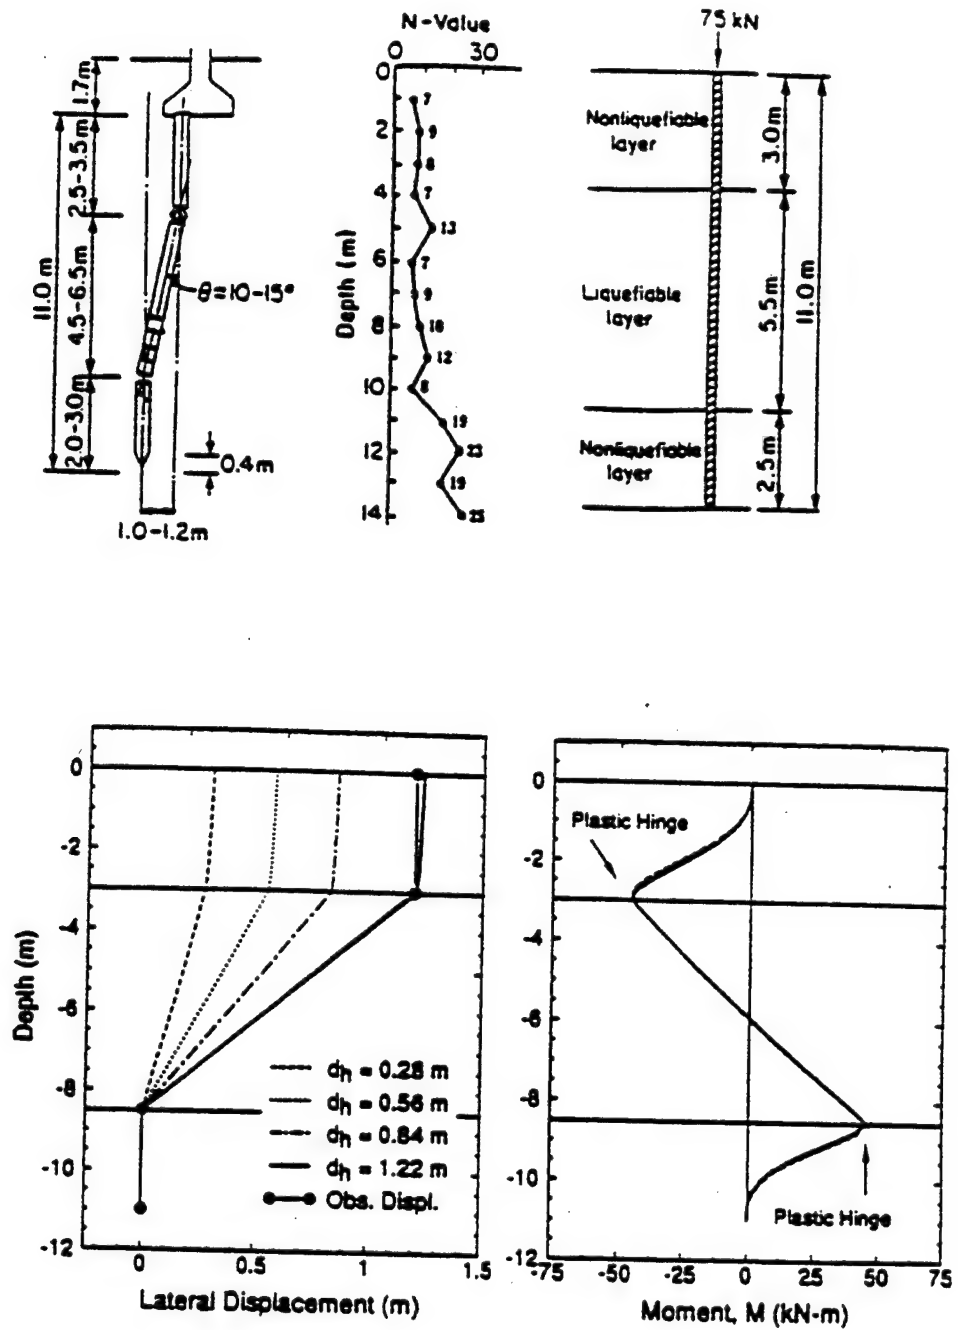 N-Value
0 30
75 kN
1.7m
2.5-3.5m
11.0m
4.5-6.5m
θ=10-15°
2.0-3.0m
0.4m
1.0-1.2m
Depth (m)
0
2
4
6
8
10
12
14
7
9
8
7
13
7
9
10
12
8
19
23
19
25
Nonliquefiable
layer
3.0m
Liquefiable
layer
5.5m
11.0m
Nonliquefiable
layer
2.5m
Depth (m)
0
-2
-4
-6
-8
-10
-12
dh = 0.28 m
dh = 0.56 m
dh = 0.84 m
dh = 1.22 m
Obs. Displ.
0 0.5 1 1.5
Lateral Displacement (m)
0
-2
-4
-6
-8
-10
-12
Plastic Hinge
Plastic Hinge
-75 -50 -25 0 25 50 75
Moment, M (kN-m)